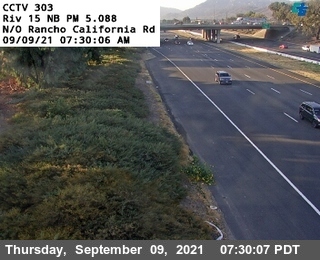 CCTV 303
Riv 15 NB PM 5.088
N/O Rancho California Rd
09/09/21 07:30:06 AM
Thursday, September 09, 2021 07:30:07 PDT